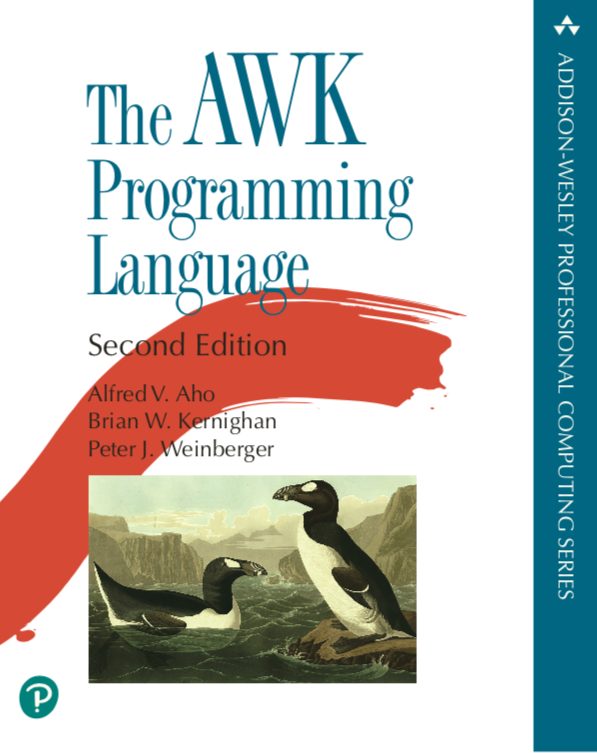 The AWK
Programming
Language
Second Edition
Alfred V. Aho
Brian W. Kernighan
Peter J. Weinberger
P
ADDISON-WESLEY PROFESSIONAL COMPUTING SERIES